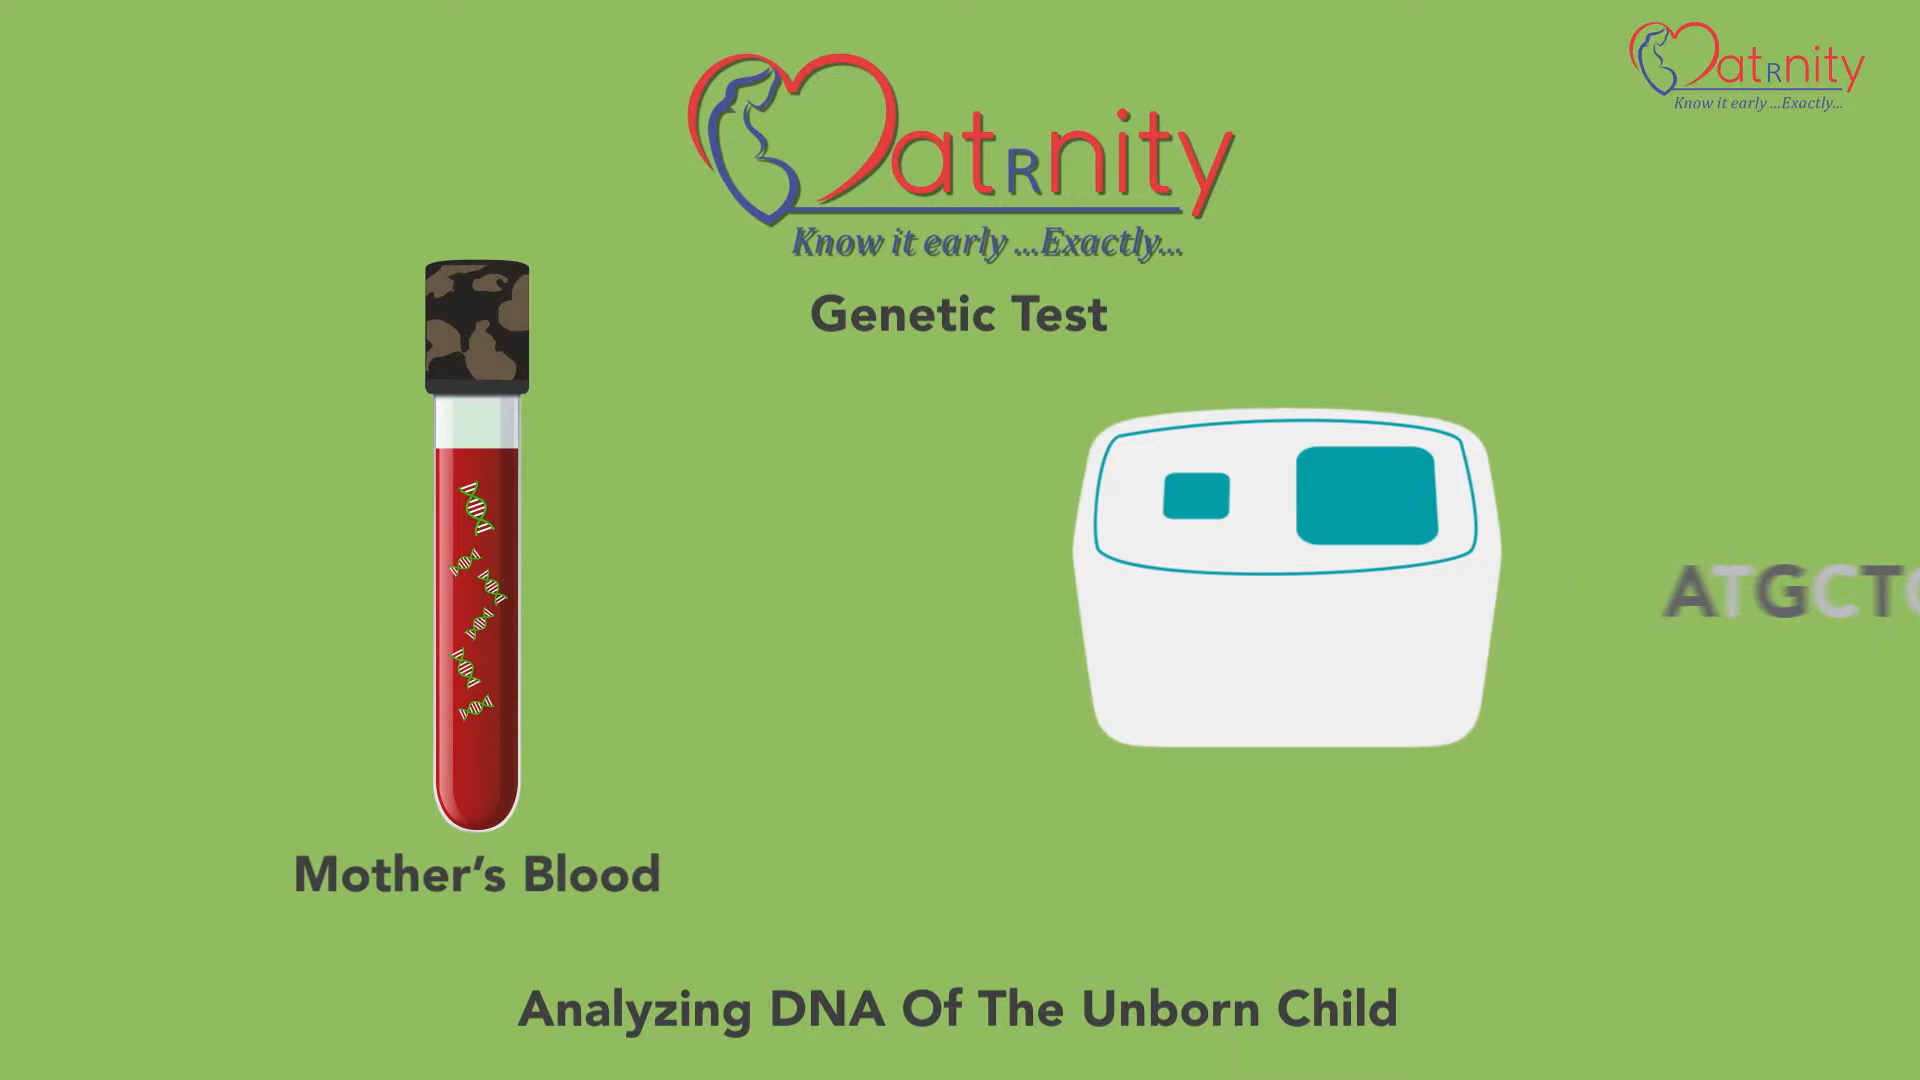 MatRnity
Know it early ...Exactly...
MatRnity
Know it early ...Exactly...
Genetic Test
ATGCT
Mother's Blood
Analyzing DNA Of The Unborn Child